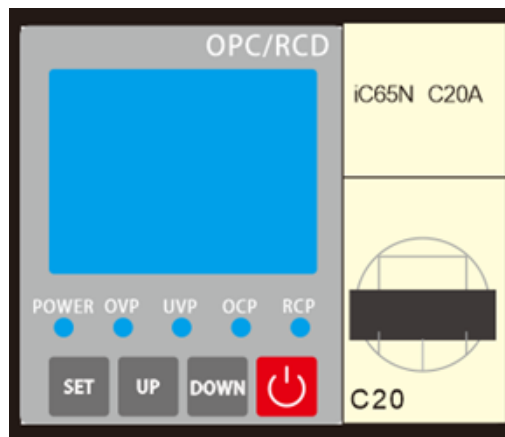 OPC/RCD
iC65N C20A
POWER OVP UVP OCP RCP
SET UP DOWN
C20